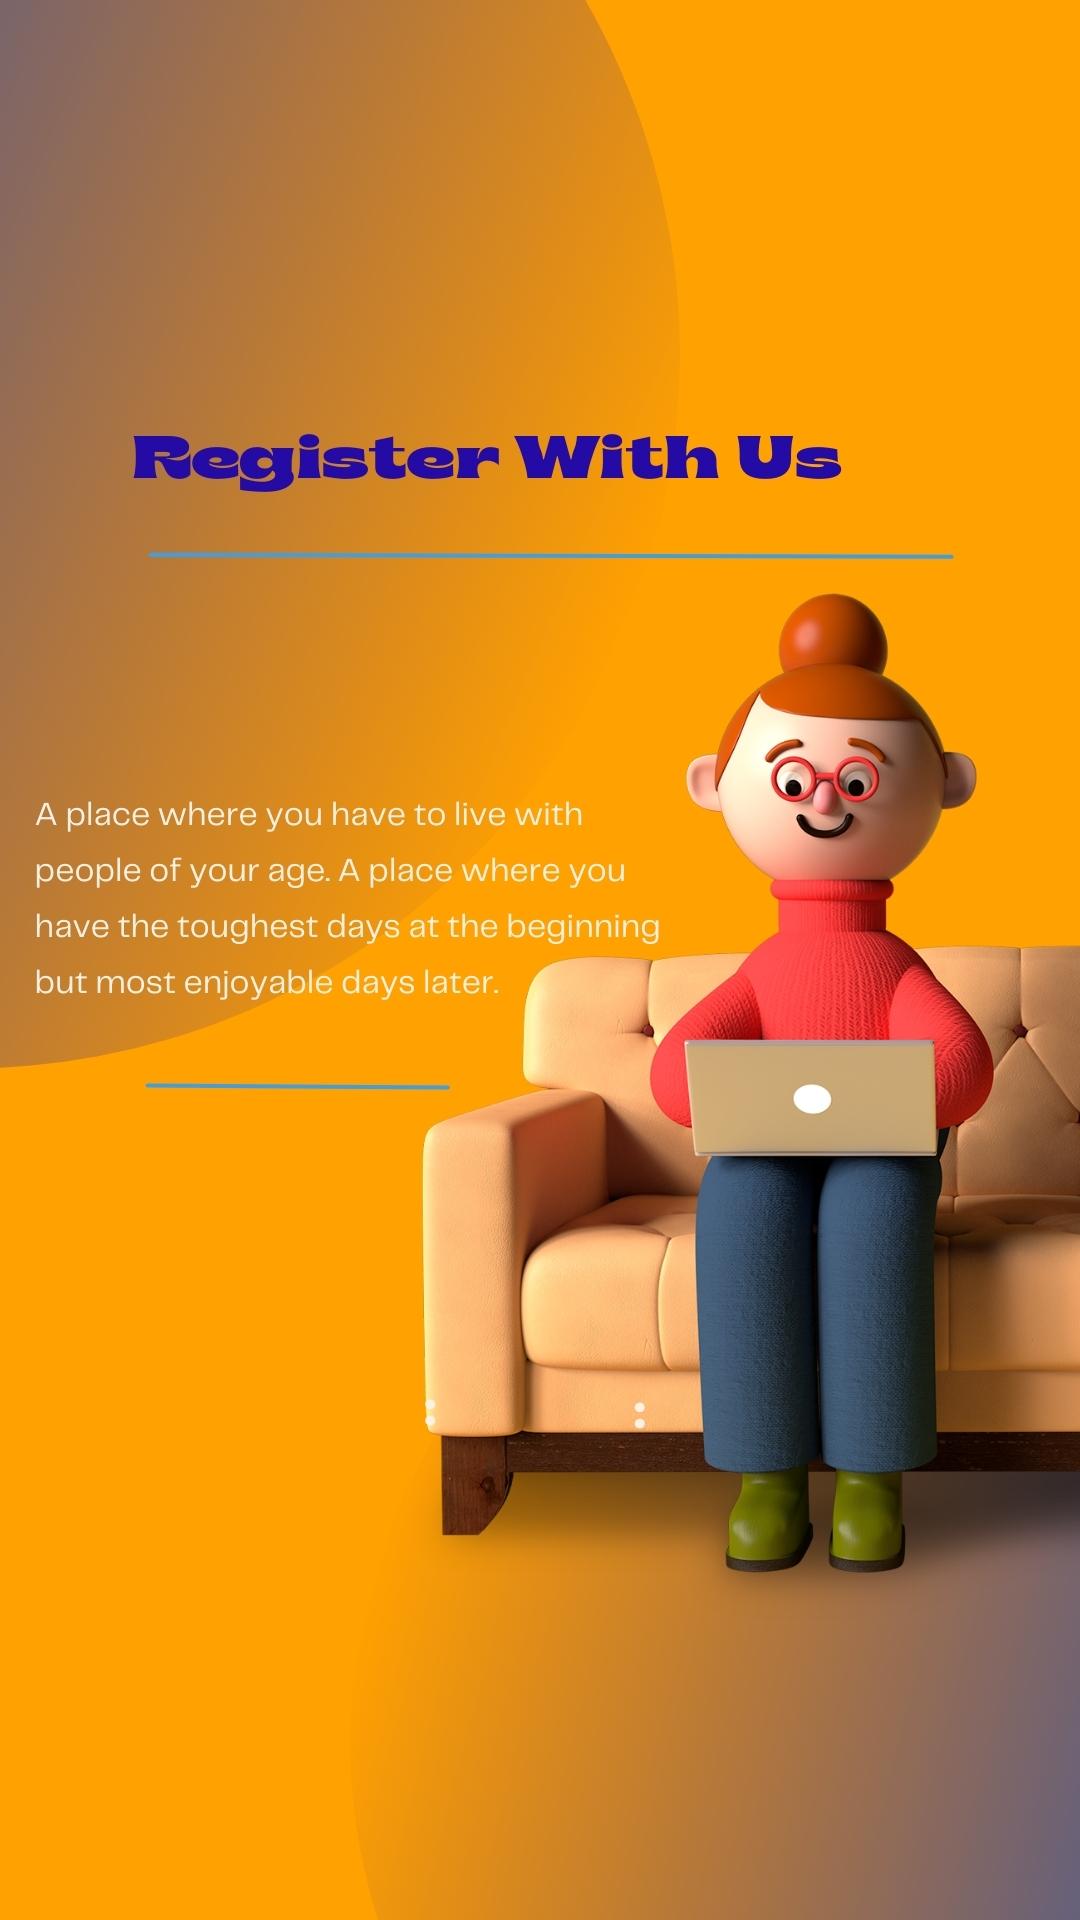 Register With Us
A place where you have to live with
people of your age. A place where you
have the toughest days at the beginning
but most enjoyable days later.